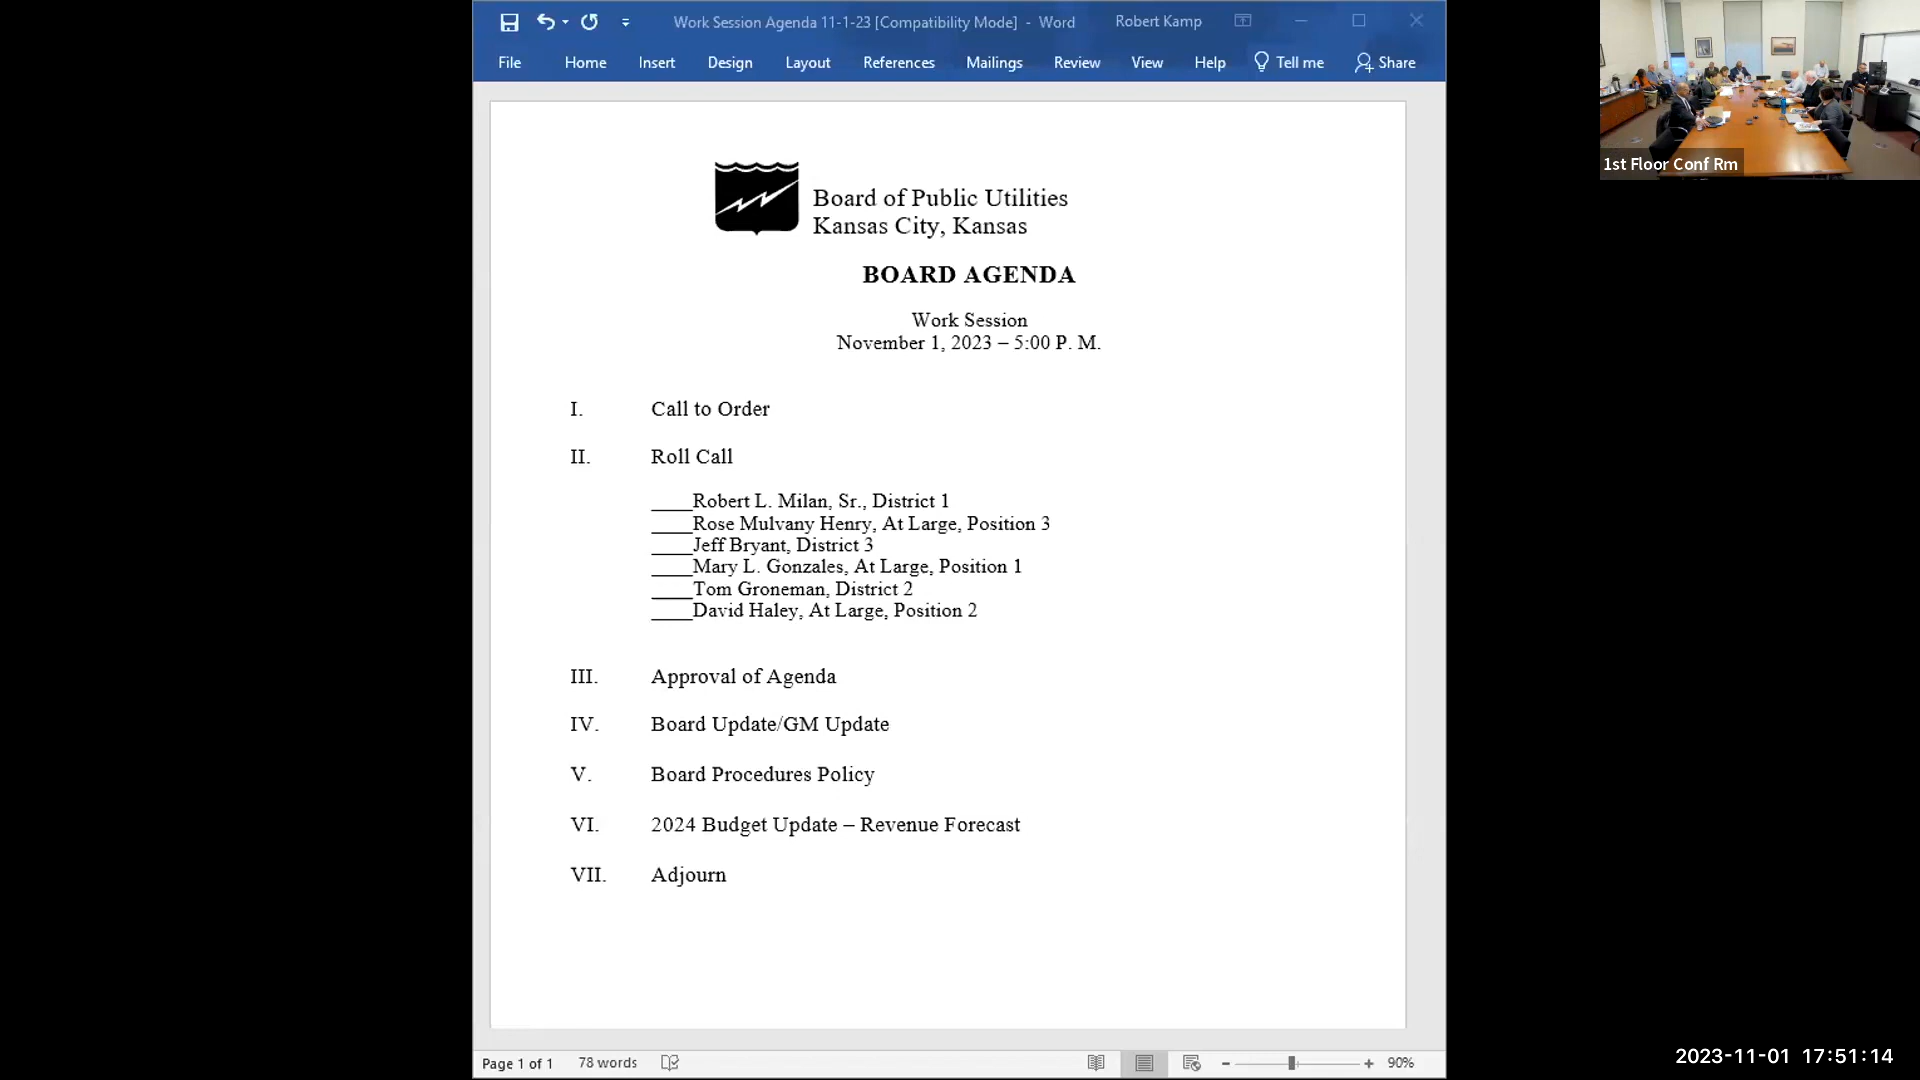 Work Session Agenda 11-1-23 [Compatibility Mode] - Word
Robert Kamp
File Home Insert Design Layout References Mailings Review View Help Tell me Share
1st Floor Conf Rm
Board of Public Utilities
Kansas City, Kansas
BOARD AGENDA
Work Session
November 1, 2023 – 5:00 P. M.
I. Call to Order
II. Roll Call
____Robert L. Milan, Sr., District 1
____Rose Mulvany Henry, At Large, Position 3
____Jeff Bryant, District 3
____Mary L. Gonzales, At Large, Position 1
____Tom Groneman, District 2
____David Haley, At Large, Position 2
III. Approval of Agenda
IV. Board Update/GM Update
V. Board Procedures Policy
VI. 2024 Budget Update – Revenue Forecast
VII. Adjourn
Page 1 of 1 78 words 90%
2023-11-01 17:51:14